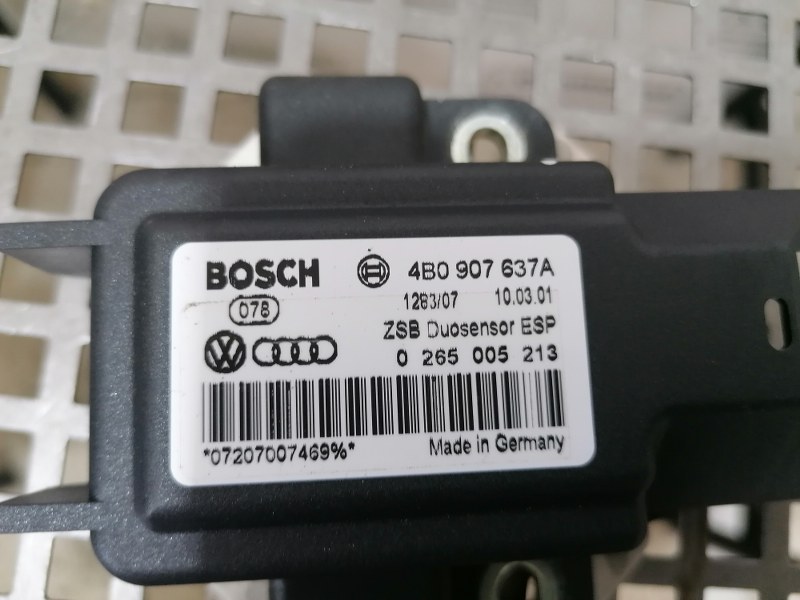 BOSCH 4B0 907 637A
1283/07 10.03.01
078
ZSB Duosensor ESP
0 265 005 213
*07207007469%*
Made in Germany